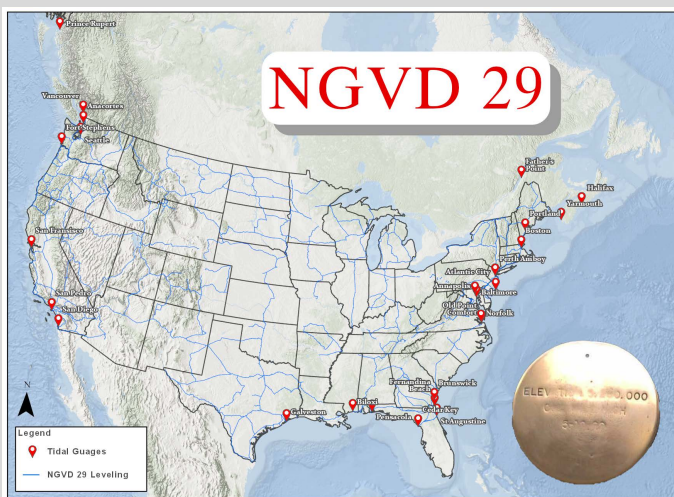 NGVD 29
Prince Rupert
Vancouver
Anacortes
Fort Stephens
Seattle
San Fransisco
San Pedro
San Diego
Father's
Point
Halifax
Yarmouth
Portland
Boston
Perth Amboy
Atlantic City
Annapolis
Baltimore
Old Point
Comfort
Norfolk
Fernandina
Beach
Brunswick
Cedar Key
St Augustine
Pensacola
Biloxi
Galveston
N
Legend
Tidal Guages
NGVD 29 Leveling